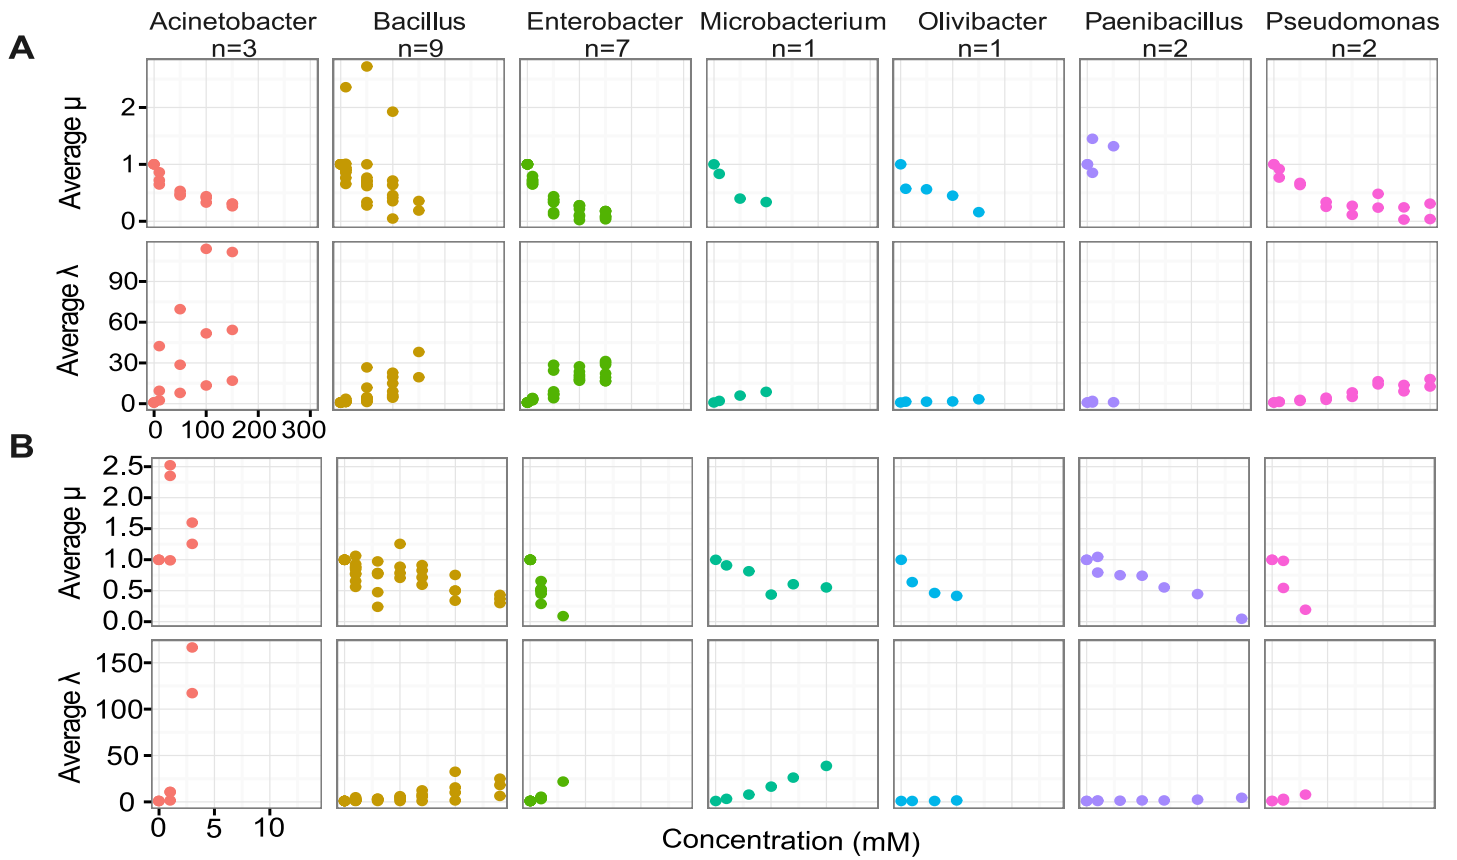 Acinetobacter Bacillus Enterobacter Microbacterium Olivibacter Paenibacillus Pseudomonas
A n=3 n=9 n=7 n=1 n=1 n=2 n=2
Average μ
2
1
0
Average λ
90
60
30
0
0 100 200 300
B
Average μ
2.5
2.0
1.5
1.0
0.5
0.0
Average λ
150
100
50
0
0 5 10
Concentration (mM)